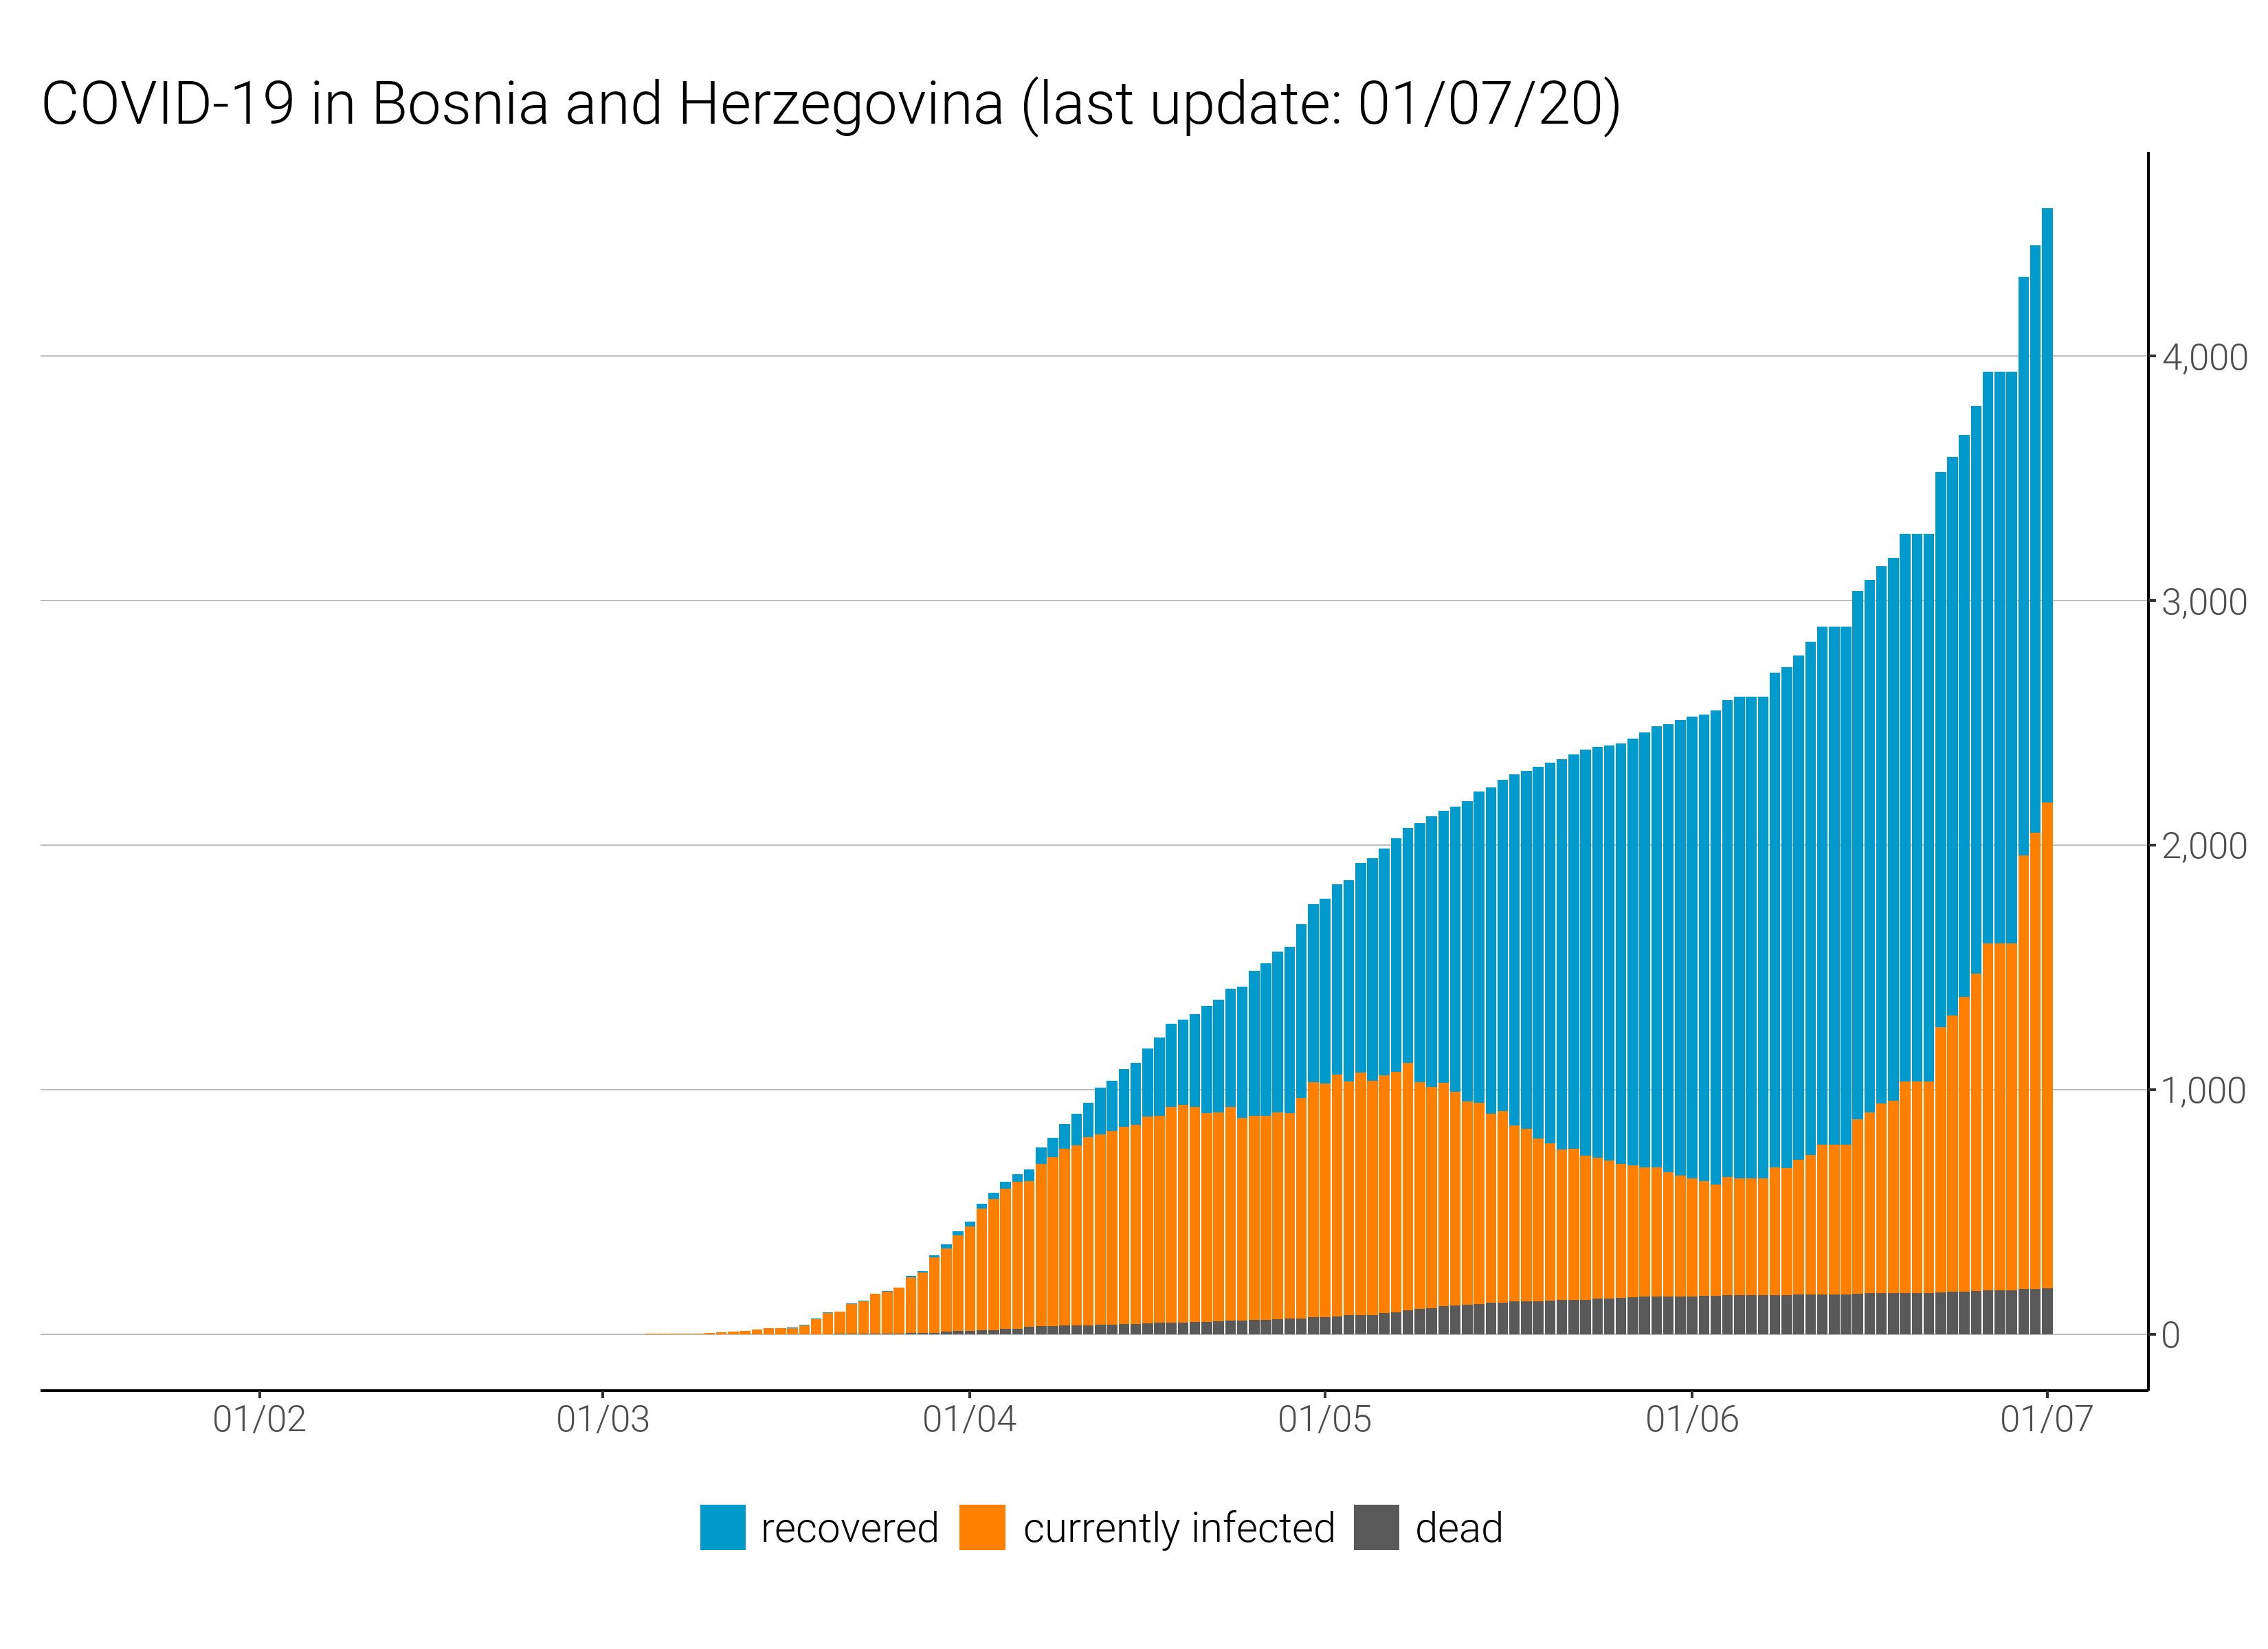 COVID-19 in Bosnia and Herzegovina (last update: 01/07/20)
4,000
3,000
2,000
1,000
0
01/02 01/03 01/04 01/05 01/06 01/07
recovered currently infected dead